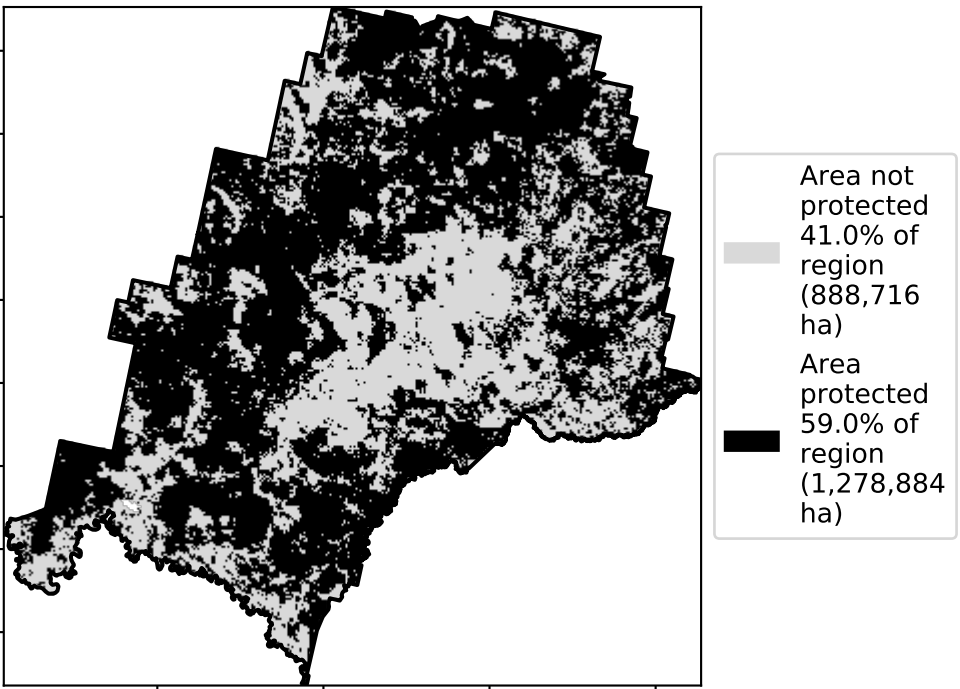 Area not
protected
41.0% of
region
(888,716
ha)
Area
protected
59.0% of
region
(1,278,884
ha)